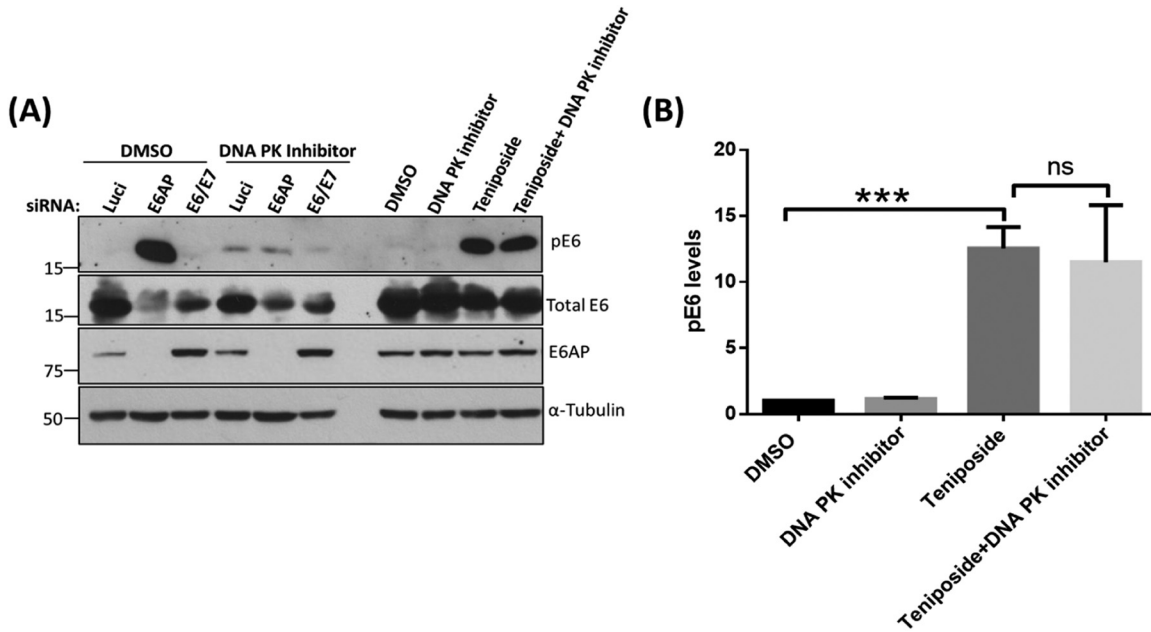 (A)
DMSO
DNA PK Inhibitor
siRNA:
Luci
E6AP
E6/E7
Luci
E6AP
E6/E7
DMSO
DNA PK inhibitor
Teniposide
Teniposide+ DNA PK inhibitor
15
pE6
15
Total E6
75
E6AP
50
α-Tubulin
(B)
pE6 levels
20
15
10
5
0
***
ns
DMSO
DNA PK inhibitor
Teniposide
Teniposide+DNA PK inhibitor